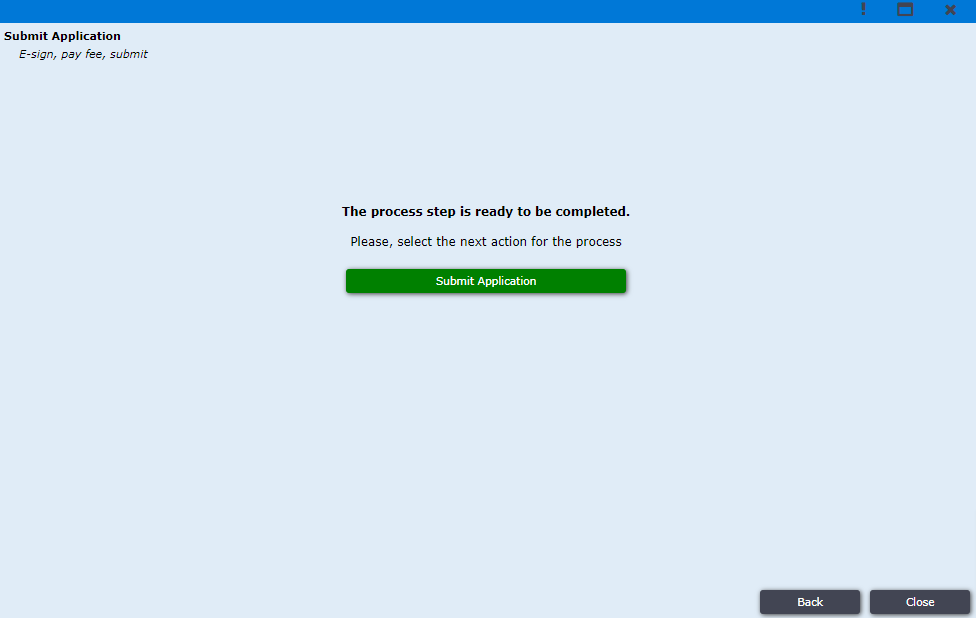 Submit Application
E-sign, pay fee, submit
The process step is ready to be completed.
Please, select the next action for the process
Submit Application
Back
Close